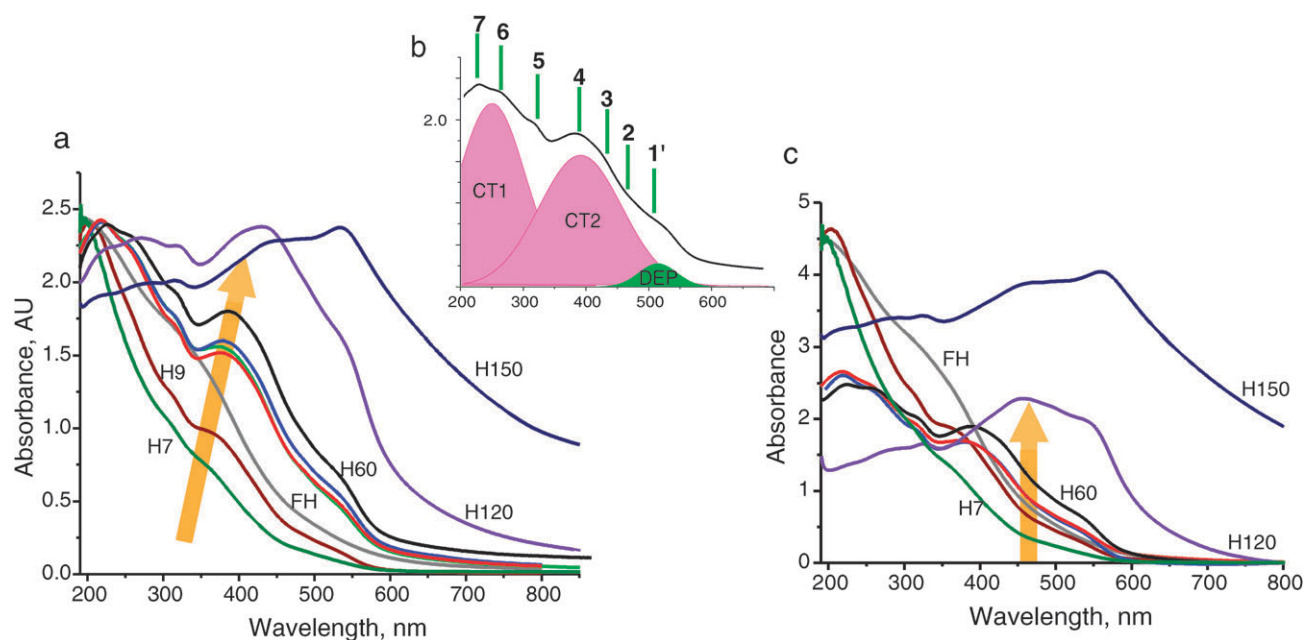 b
7 6 5 4 3 2 1'
2.0
CT1 CT2 DEP
200 300 400 500 600
a
Absorbance, AU
2.5
2.0
1.5
1.0
0.5
0.0
H9
H7
FH
H60
H120
H150
200 300 400 500 600 700 800
Wavelength, nm
c
Absorbance
5
4
3
2
1
0
FH
H7
H60
H150
H120
200 300 400 500 600 700 800
Wavelength, nm